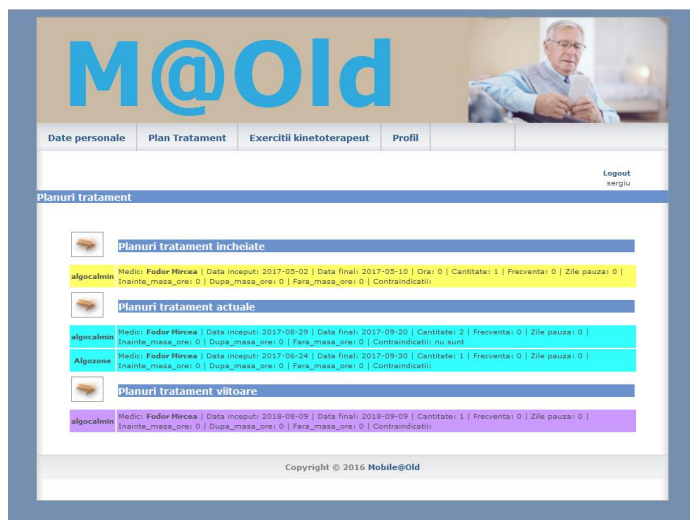 M@Old
Date personale Plan Tratament Exercitii kinetoterapeut Profil
Logout
sergiu
Planuri tratament
Planuri tratament incheiate
algocalmin Medic: Fodor Mircea | Data inceput: 2017-05-02 | Data final: 2017-05-10 | Ora: 0 | Cantitate: 1 | Frecventa: 0 | Zile pauza: 0 |
Inainte_masa_ore: 0 | Dupa_masa_ore: 0 | Fara_masa_ore: 0 | Contraindicatii:
Planuri tratament actuale
algocalmin Medic: Fodor Mircea | Data inceput: 2017-08-29 | Data final: 2017-09-20 | Cantitate: 2 | Frecventa: 0 | Zile pauza: 0 |
Inainte_masa_ore: 0 | Dupa_masa_ore: 0 | Fara_masa_ore: 0 | Contraindicatii: nu sunt
Algozone Medic: Fodor Mircea | Data inceput: 2017-06-24 | Data final: 2017-09-30 | Cantitate: 1 | Frecventa: 0 | Zile pauza: 0 |
Inainte_masa_ore: 0 | Dupa_masa_ore: 0 | Fara_masa_ore: 0 | Contraindicatii:
Planuri tratament viitoare
algocalmin Medic: Fodor Mircea | Data inceput: 2018-08-09 | Data final: 2018-09-09 | Cantitate: 1 | Frecventa: 0 | Zile pauza: 0 |
Inainte_masa_ore: 0 | Dupa_masa_ore: 0 | Fara_masa_ore: 0 | Contraindicatii:
Copyright © 2016 Mobile@Old